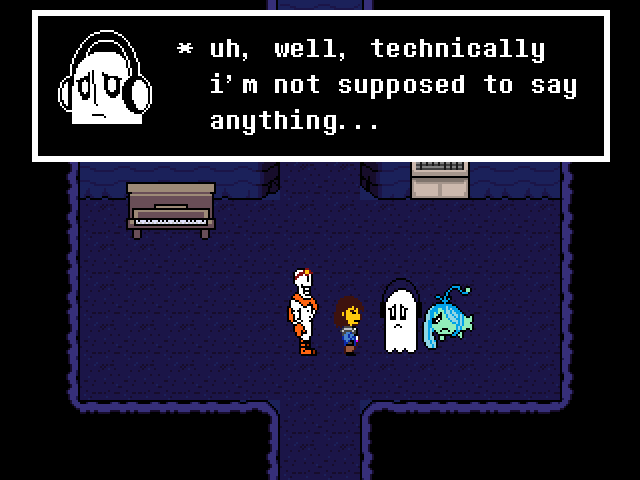 * uh, well, technically
i'm not supposed to say
anything...